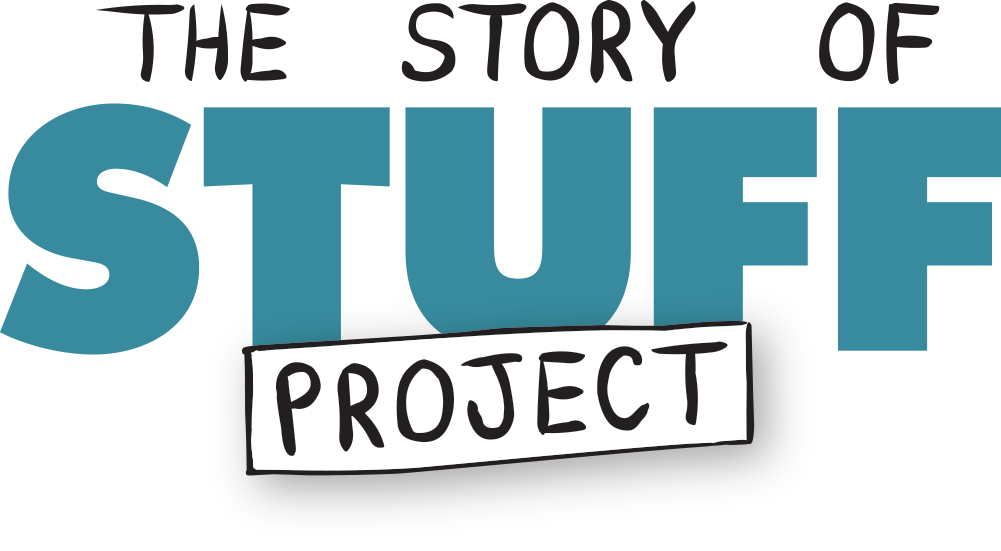 THE STORY OF
STUFF
PROJECT